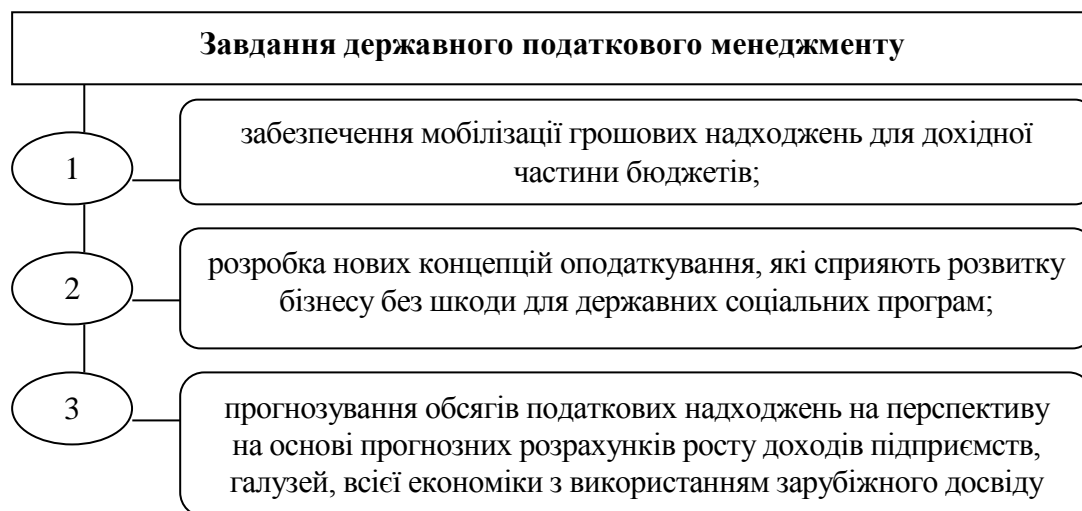 Завдання державного податкового менеджменту
1
забезпечення мобілізації грошових надходжень для дохідної
частини бюджетів;
2
розробка нових концепцій оподаткування, які сприяють розвитку
бізнесу без шкоди для державних соціальних програм;
3
прогнозування обсягів податкових надходжень на перспективу
на основі прогнозних розрахунків росту доходів підприємств,
галузей, всієї економіки з використанням зарубіжного досвіду